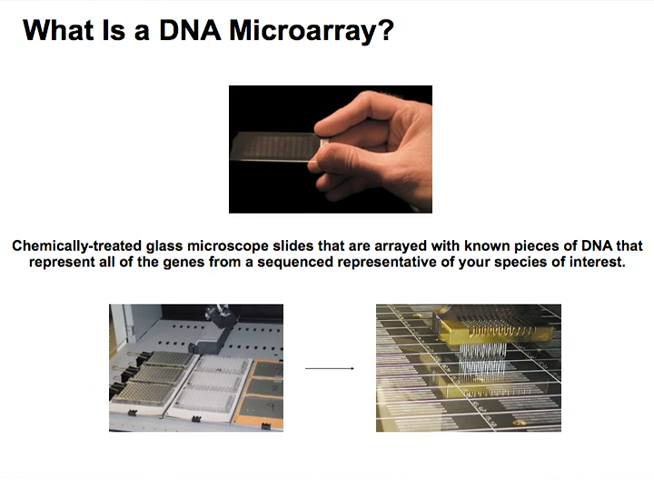 What Is a DNA Microarray?
Chemically-treated glass microscope slides that are arrayed with known pieces of DNA that
represent all of the genes from a sequenced representative of your species of interest.